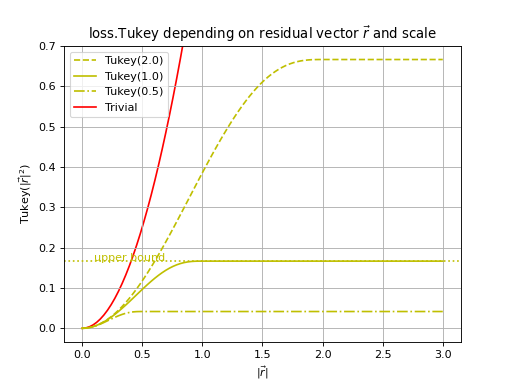 loss.Tukey depending on residual vector r⃗ and scale
Tukey(2.0)
Tukey(1.0)
Tukey(0.5)
Trivial
upper bound
Tukey(|r⃗|²)
0.7
0.6
0.5
0.4
0.3
0.2
0.1
0.0
0.0 0.5 1.0 1.5 2.0 2.5 3.0
|r⃗|